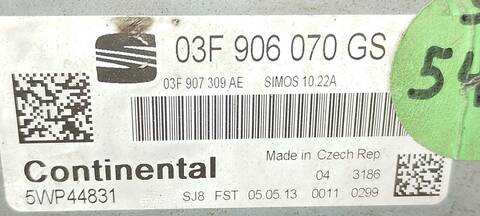 03F 906 070 GS
03F 907 309 AE SIMOS 10.22A
Continental
Made in Czech Rep
04 3186
5WP44831
SJ8 FST 05.05.13 0011 0299
54